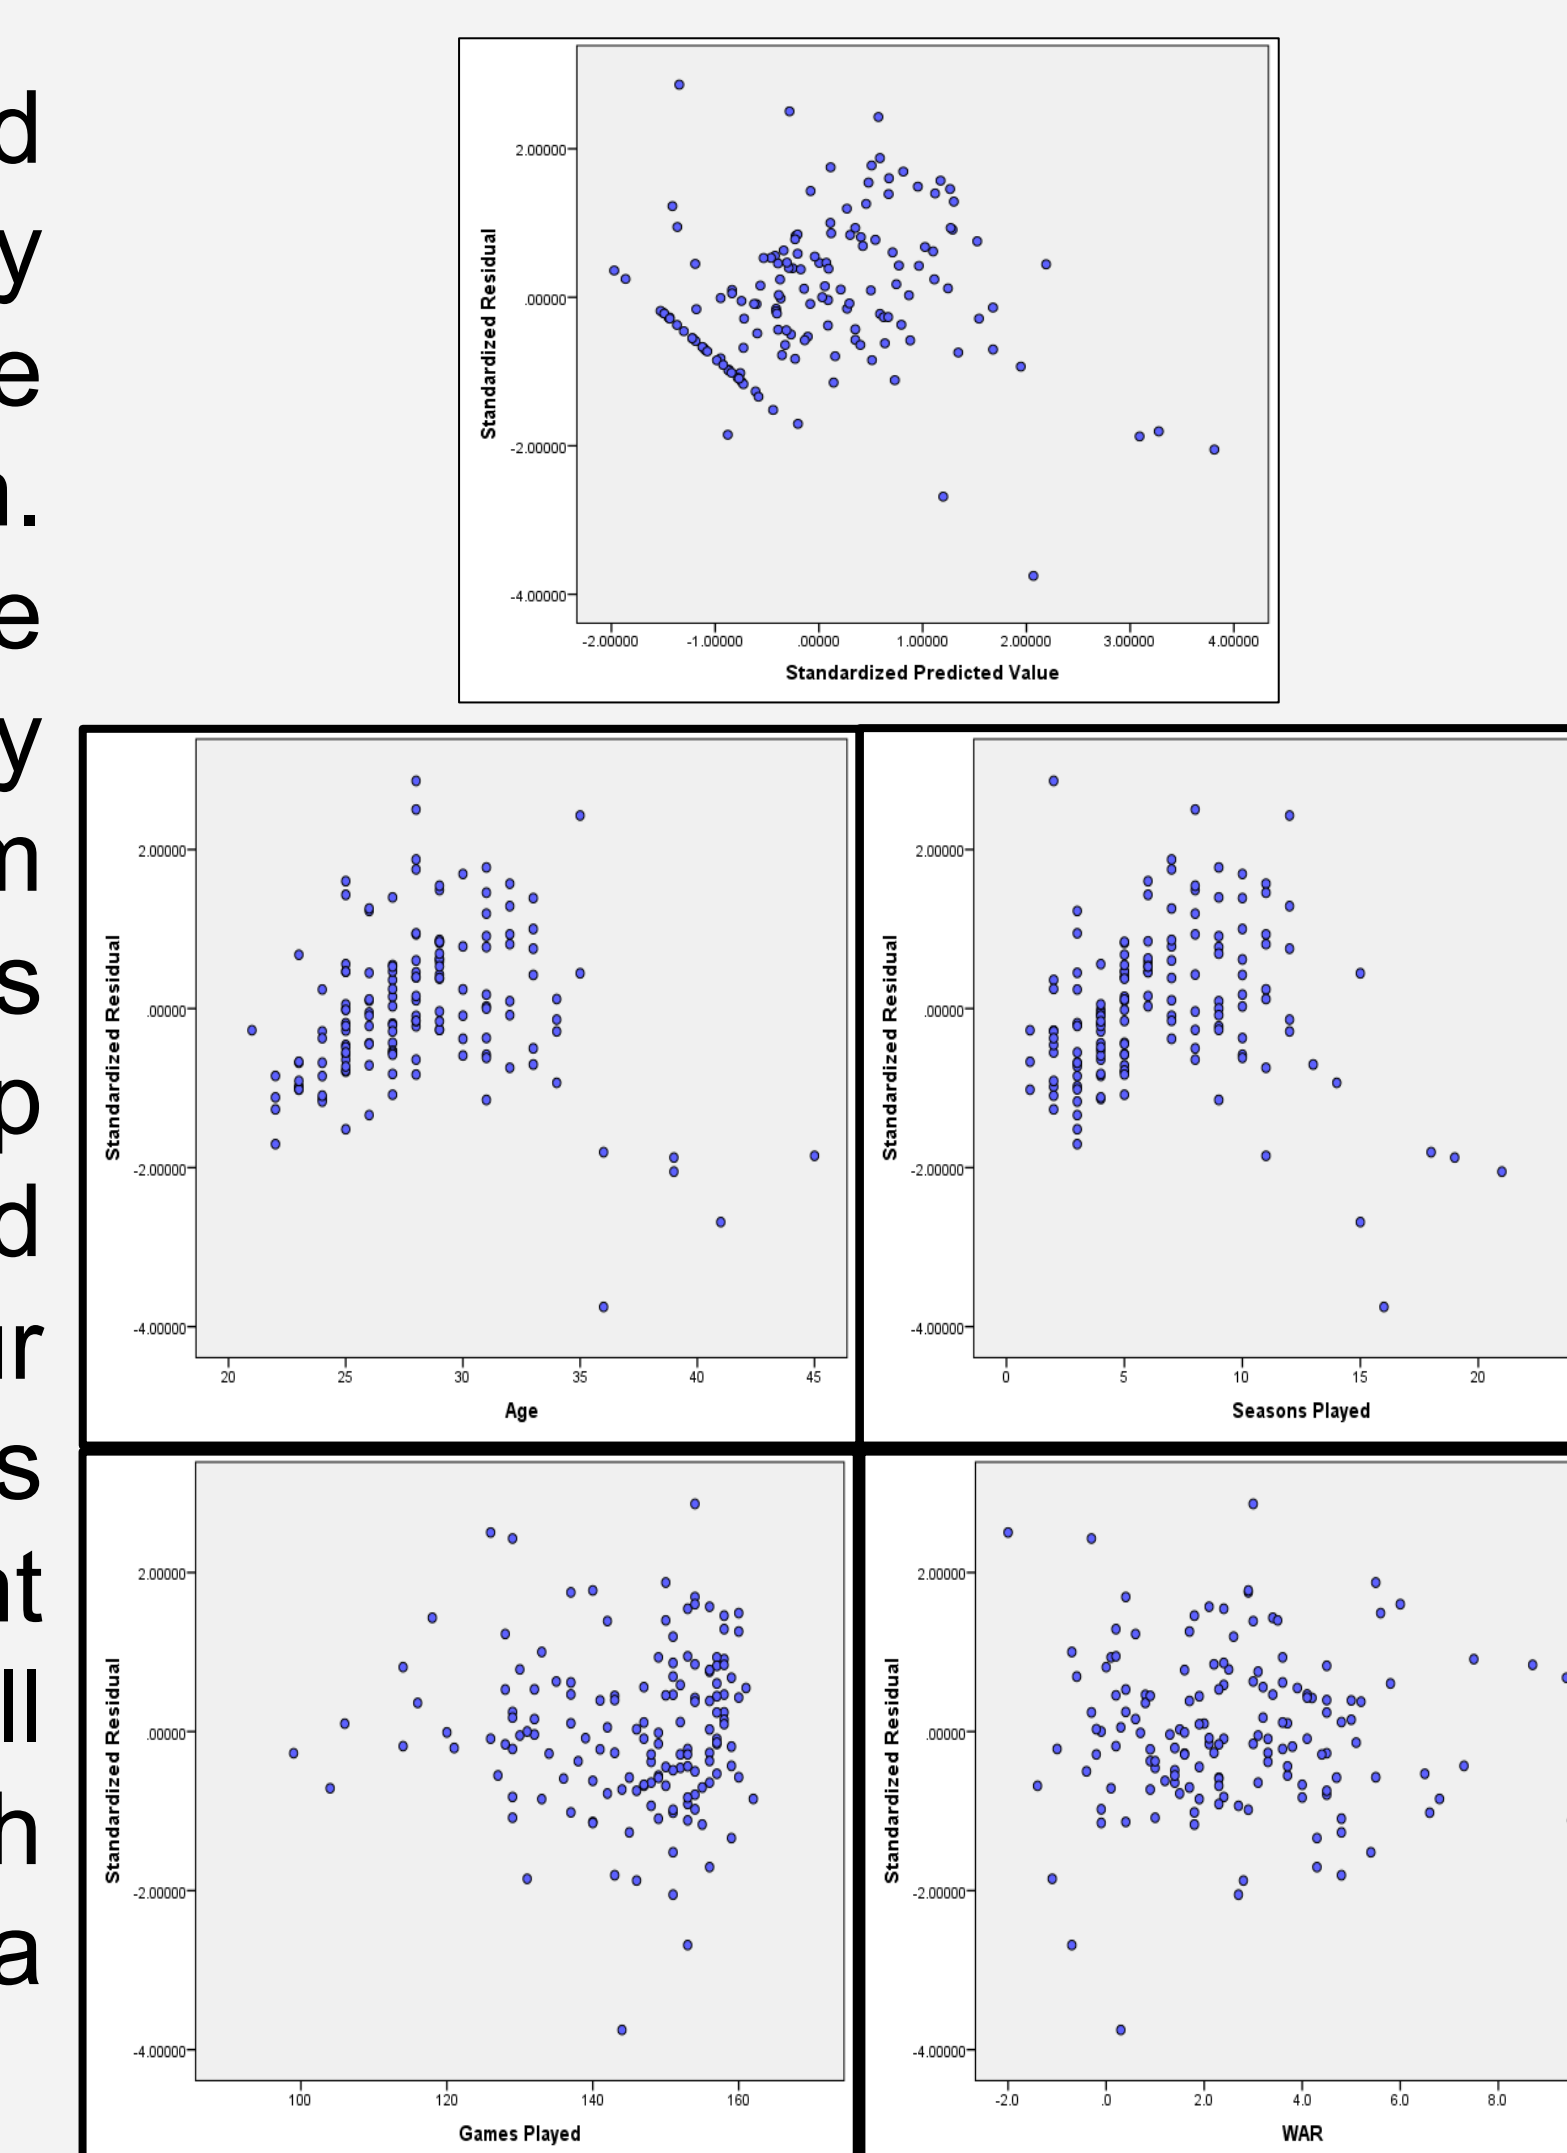 d
y
e
n.
e
y
n
s
p
d
ur
s
nt
ll
h
a
Standardized Residual
2.00000
.00000
-2.00000
-4.00000
-2.00000 -1.00000 .00000 1.00000 2.00000 3.00000 4.00000
Standardized Predicted Value
Standardized Residual
2.00000
.00000
-2.00000
-4.00000
20 25 30 35 40 45
Age
Standardized Residual
2.00000
.00000
-2.00000
-4.00000
0 5 10 15 20
Seasons Played
Standardized Residual
2.00000
.00000
-2.00000
-4.00000
100 120 140 160
Games Played
Standardized Residual
2.00000
.00000
-2.00000
-4.00000
-2.0 .0 2.0 4.0 6.0 8.0
WAR